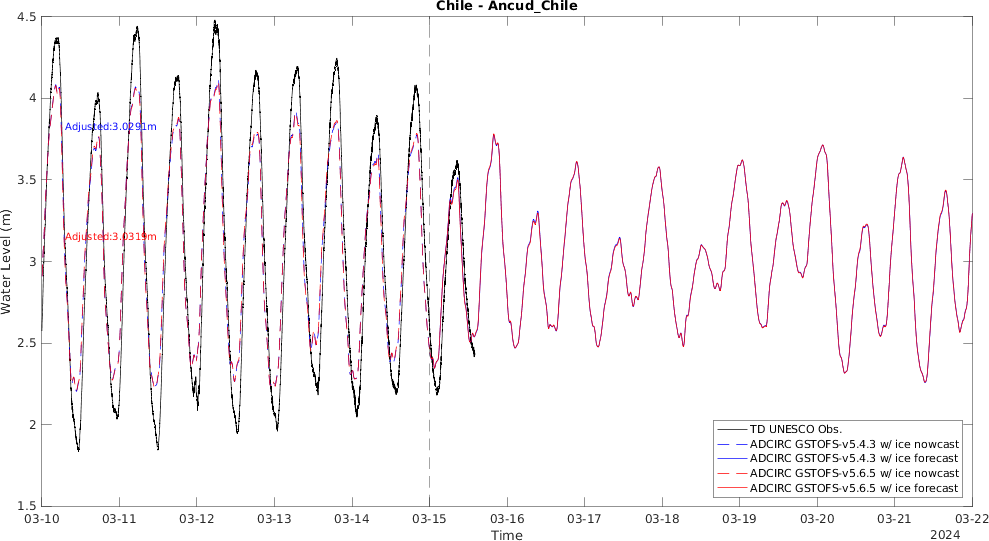 Chile - Ancud_Chile
4.5
4
3.5
3
2.5
2
1.5
Water Level (m)
Adjusted:3.0291m
Adjusted:3.0319m
TD UNESCO Obs.
ADCIRC GSTOFS-v5.4.3 w/ ice nowcast
ADCIRC GSTOFS-v5.4.3 w/ ice forecast
ADCIRC GSTOFS-v5.6.5 w/ ice nowcast
ADCIRC GSTOFS-v5.6.5 w/ ice forecast
03-10 03-11 03-12 03-13 03-14 03-15 03-16 03-17 03-18 03-19 03-20 03-21 03-22
Time
2024